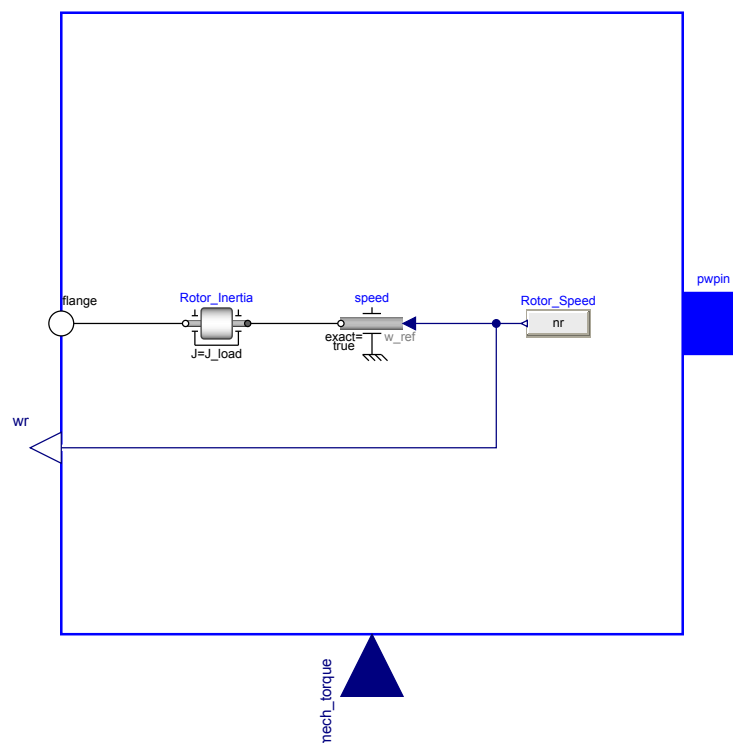 pwpin
flange
Rotor_Inertia
speed
Rotor_Speed
nr
exact=
true
w_ref
J=J_load
wr
mech_torque